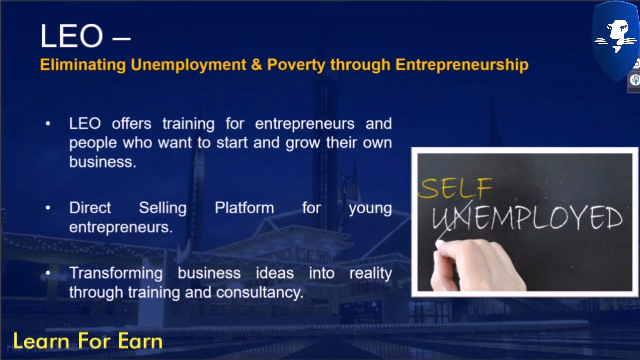 LEO –
Eliminating Unemployment & Poverty through Entrepreneurship
• LEO offers training for entrepreneurs and
people who want to start and grow their own
business.
• Direct Selling Platform for young
entrepreneurs.
• Transforming business ideas into reality
through training and consultancy.
SELF
UNEMPLOYED
Learn For Earn